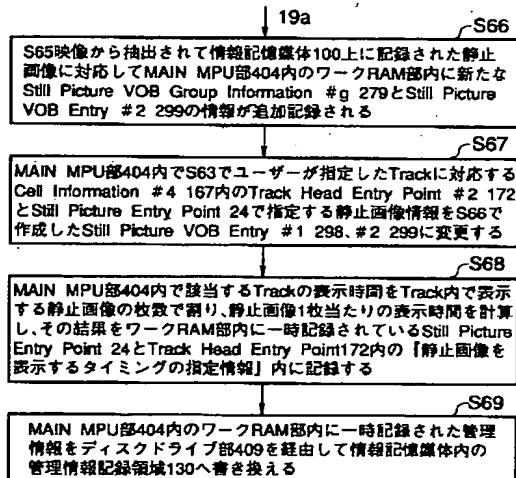 19a
S66
S65映像から抽出されて情報記憶媒体100上に記録された静止
画像に対応してMAIN MPU部404内のワークRAM部内に新たな
Still Picture VOB Group Information #g 279とStill Picture
VOB Entry #2 299の情報が追加記録される
S67
MAIN MPU部404内でS63でユーザーが指定したTrackに対応する
Cell Information #4 167内のTrack Head Entry Point #2 172
とStill Picture Entry Point 24で指定する静止画像情報をS66で
作成したStill Picture VOB Entry #1 298、#2 299に変更する
S68
MAIN MPU部404内で該当するTrackの表示時間をTrack内で表示
する静止画像の枚数で割り、静止画像1枚当たりの表示時間を計算
し、その結果をワークRAM部内に一時記録されているStill Picture
Entry Point 24とTrack Head Entry Point172内の『静止画像を
表示するタイミングの指定情報』内に記録する
S69
MAIN MPU部404内のワークRAM部内に一時記録された管理
情報をディスクドライブ部409を経由して情報記憶媒体内の
管理情報記録領域130へ書き換える